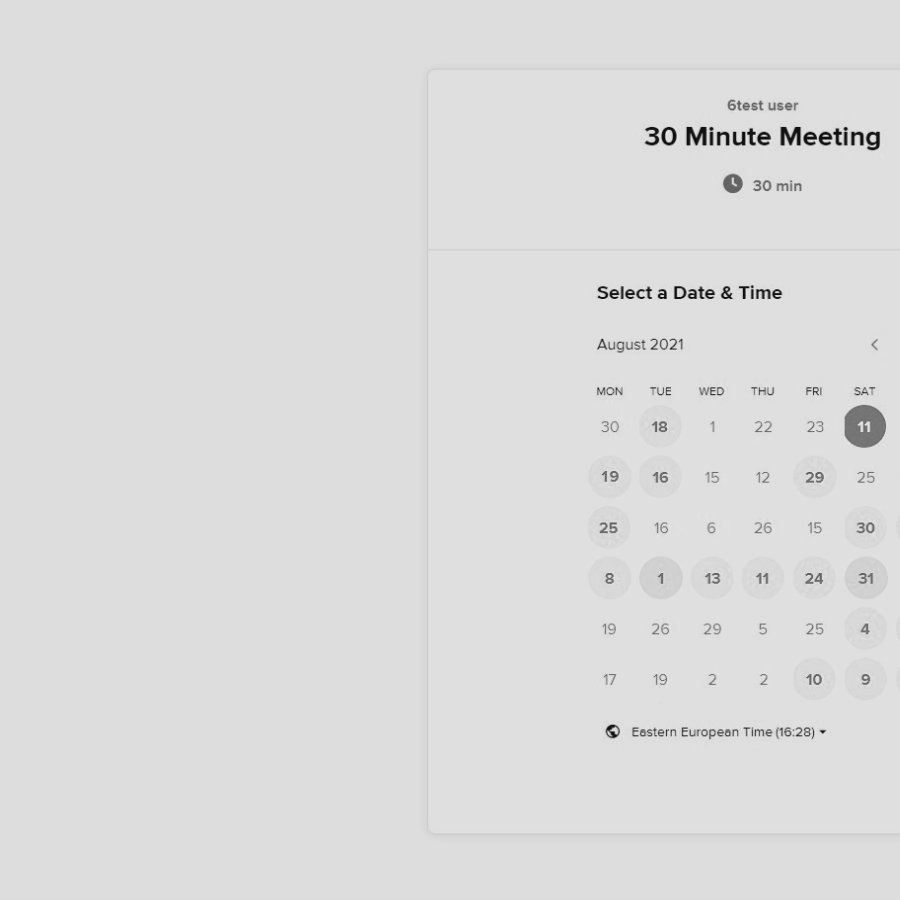 6test user
30 Minute Meeting
30 min
Select a Date & Time
August 2021
MON TUE WED THU FRI SAT
30 18 1 22 23 11
19 16 15 12 29 25
25 16 6 26 15 30
8 1 13 11 24 31
19 26 29 5 25 4
17 19 2 2 10 9
Eastern European Time (16:28)